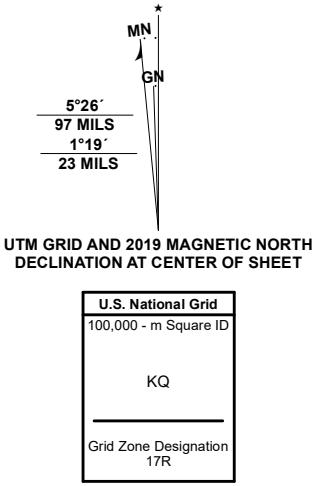 ★
MN
GN
5°26´
97 MILS
1°19´
23 MILS
UTM GRID AND 2019 MAGNETIC NORTH
DECLINATION AT CENTER OF SHEET
U.S. National Grid
100,000 - m Square ID
KQ
Grid Zone Designation
17R